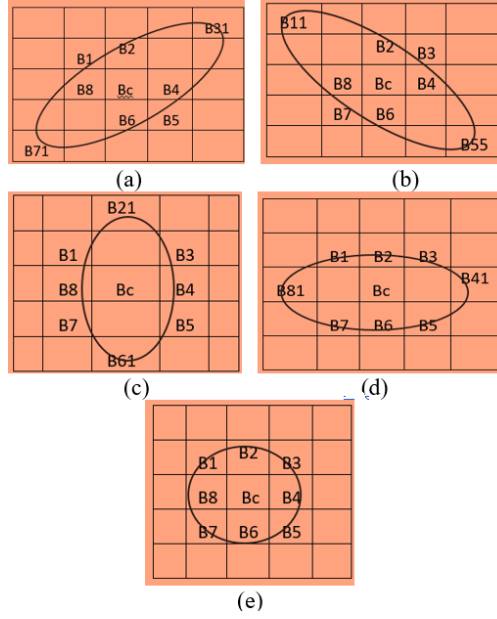 B31
B1 B2
B8 Bc B4
B6 B5
B71
(a)
B11
B2 B3
B8 Bc B4
B7 B6
B55
(b)
B21
B1 B3
B8 Bc B4
B7 B5
B61
(c)
B1 B2 B3
B41
B81 Bc
B7 B6 B5
(d)
B1 B2 B3
B8 Bc B4
B7 B6 B5
(e)